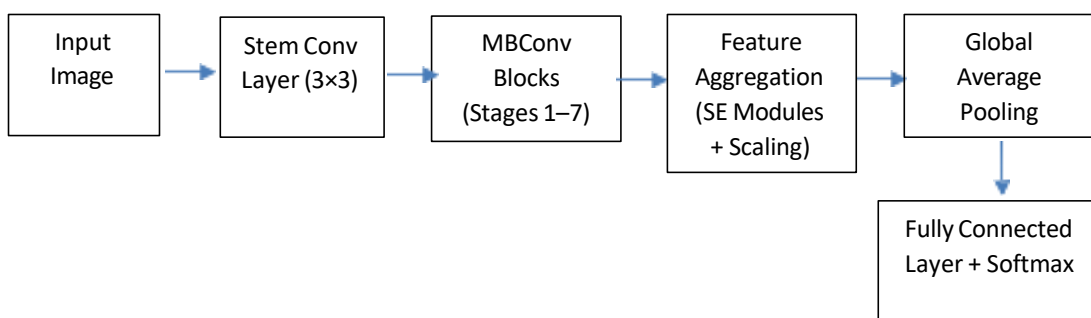 Input
Image
Stem Conv
Layer (3×3)
MBConv
Blocks
(Stages 1–7)
Feature
Aggregation
(SE Modules
+ Scaling)
Global
Average
Pooling
Fully Connected
Layer + Softmax